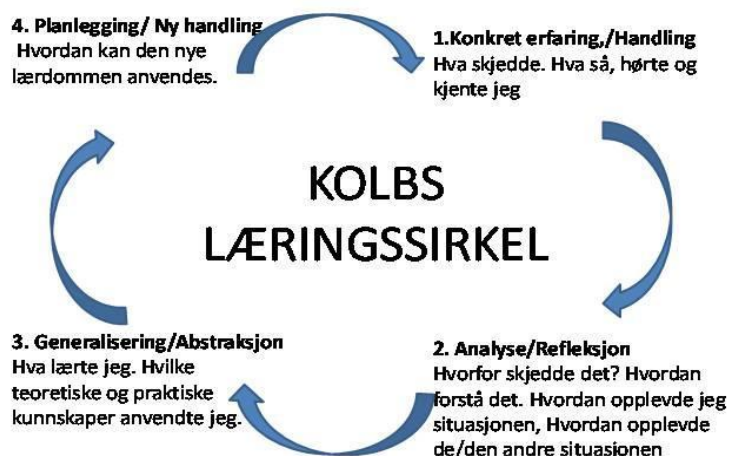 4. Planlegging/ Ny handling
Hvordan kan den nye
lærdommen anvendes.
1.Konkret erfaring,/Handling
Hva skjedde. Hva så, hørte og
kjente jeg
KOLBS
LÆRINGSSIRKEL
3. Generalisering/Abstraksjon
Hva lærte jeg. Hvilke
teoretiske og praktiske
kunnskaper anvendte jeg.
2. Analyse/Refleksjon
Hvorfor skjedde det? Hvordan
forstå det. Hvordan opplevde jeg
situasjonen, Hvordan opplevde
de/den andre situasjonen